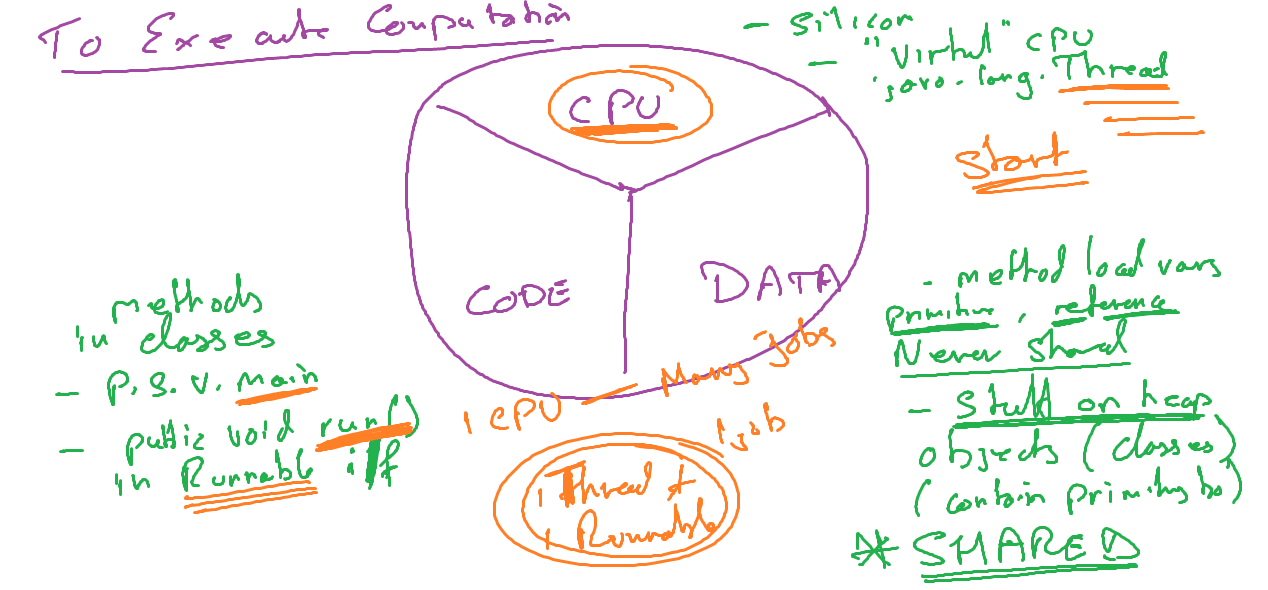 To Execute Computation
- Silicon
- "Virtul" CPU
java.lang.Thread
Start
CPU
CODE
DATA
methods
in classes
- P.S.V. main
- public void run()
in Runnable i/f
- method local vars
primitive, reference
Never Shared
- Stuff on heap
objects (classes)
(contain primitives too)
* SHARED
1 CPU - Many jobs
1 job
1 Thread +
1 Runnable